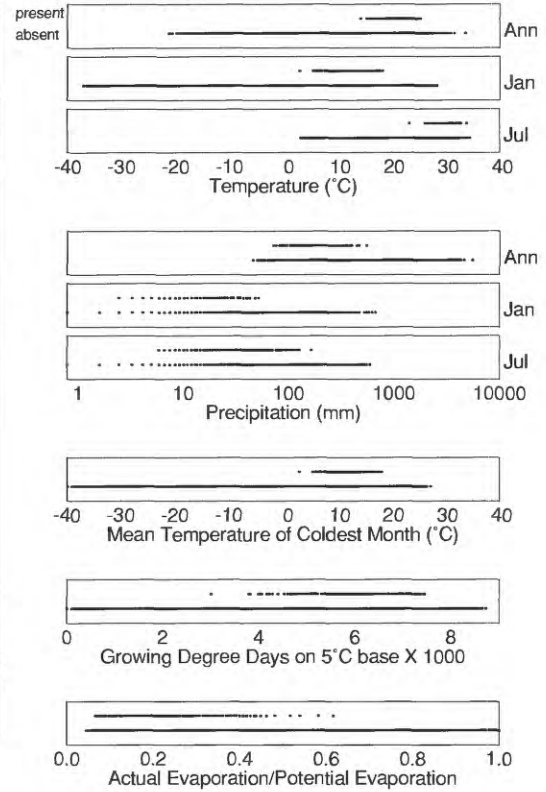 present
absent
Ann
Jan
Jul
-40 -30 -20 -10 0 10 20 30 40
Temperature (°C)
Ann
Jan
Jul
1 10 100 1000 10000
Precipitation (mm)
-40 -30 -20 -10 0 10 20 30 40
Mean Temperature of Coldest Month (°C)
0 2 4 6 8
Growing Degree Days on 5°C base X 1000
0.0 0.2 0.4 0.6 0.8 1.0
Actual Evaporation/Potential Evaporation